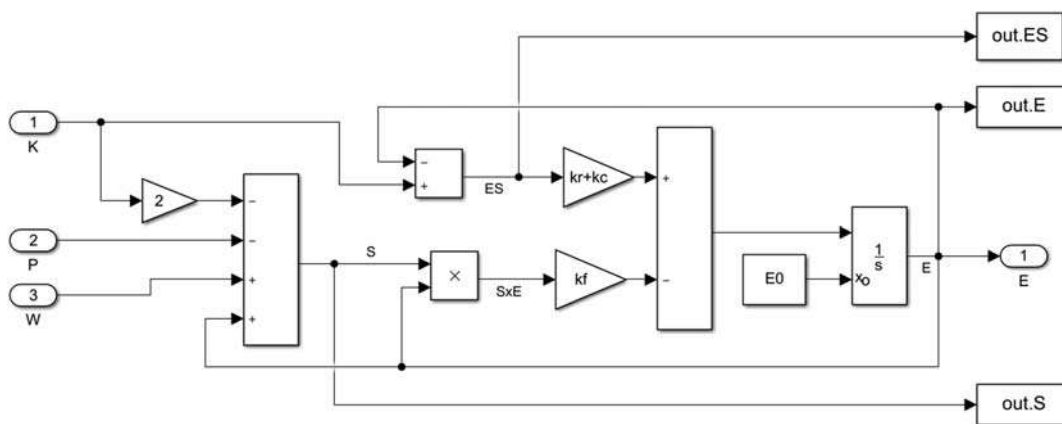 out.ES
out.E
1
K
−
+
ES
kr+kc
+
2
−
2
P
−
3
W
+
+
S
×
SxE
kf
−
E0
1
s
xo
E
1
E
out.S